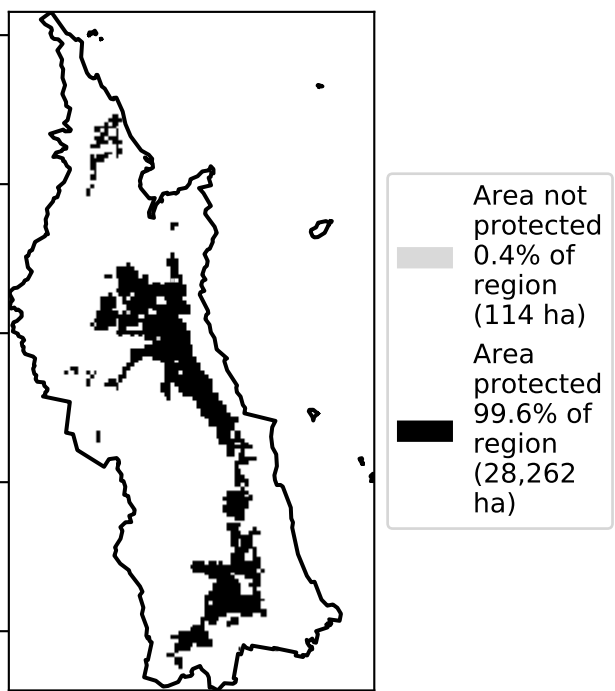 Area not
protected
0.4% of
region
(114 ha)
Area
protected
99.6% of
region
(28,262
ha)